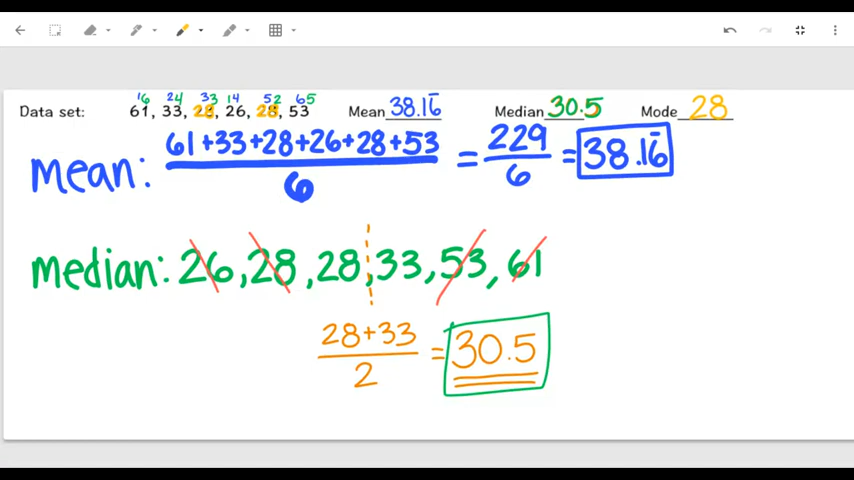 16 24 33 14 52 65
Data set: 61, 33, 28, 26, 28, 53 Mean 38.16̅ Median 30.5 Mode 28
mean: 61+33+28+26+28+53 / 6 = 229 / 6 = 38.16̅
median: 26, 28, 28, 33, 53, 61
28+33 / 2 = 30.5